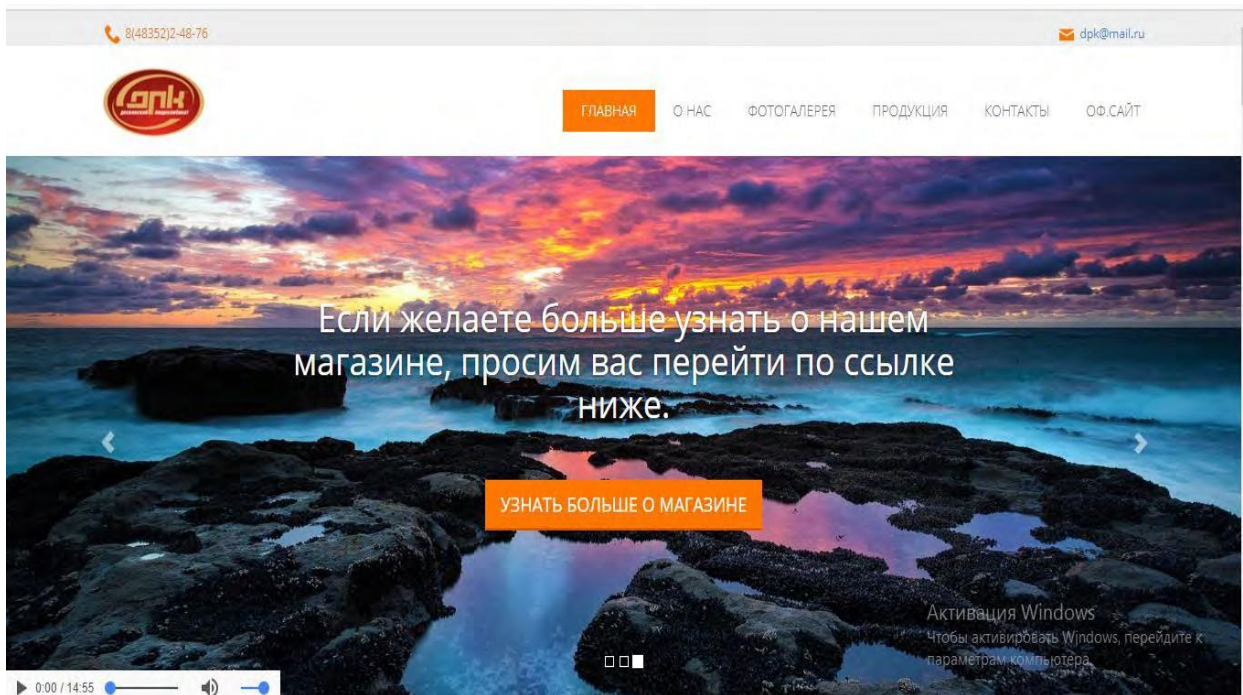 8(48352)2-48-76
dpk@mail.ru
дпк
ГЛАВНАЯ О НАС ФОТОГАЛЕРЕЯ ПРОДУКЦИЯ КОНТАКТЫ ОФ.САЙТ
Если желаете больше узнать о нашем
магазине, просим вас перейти по ссылке
ниже.
УЗНАТЬ БОЛЬШЕ О МАГАЗИНЕ
Активация Windows
Чтобы активировать Windows, перейдите к
параметрам компьютера.
0:00 / 14:55